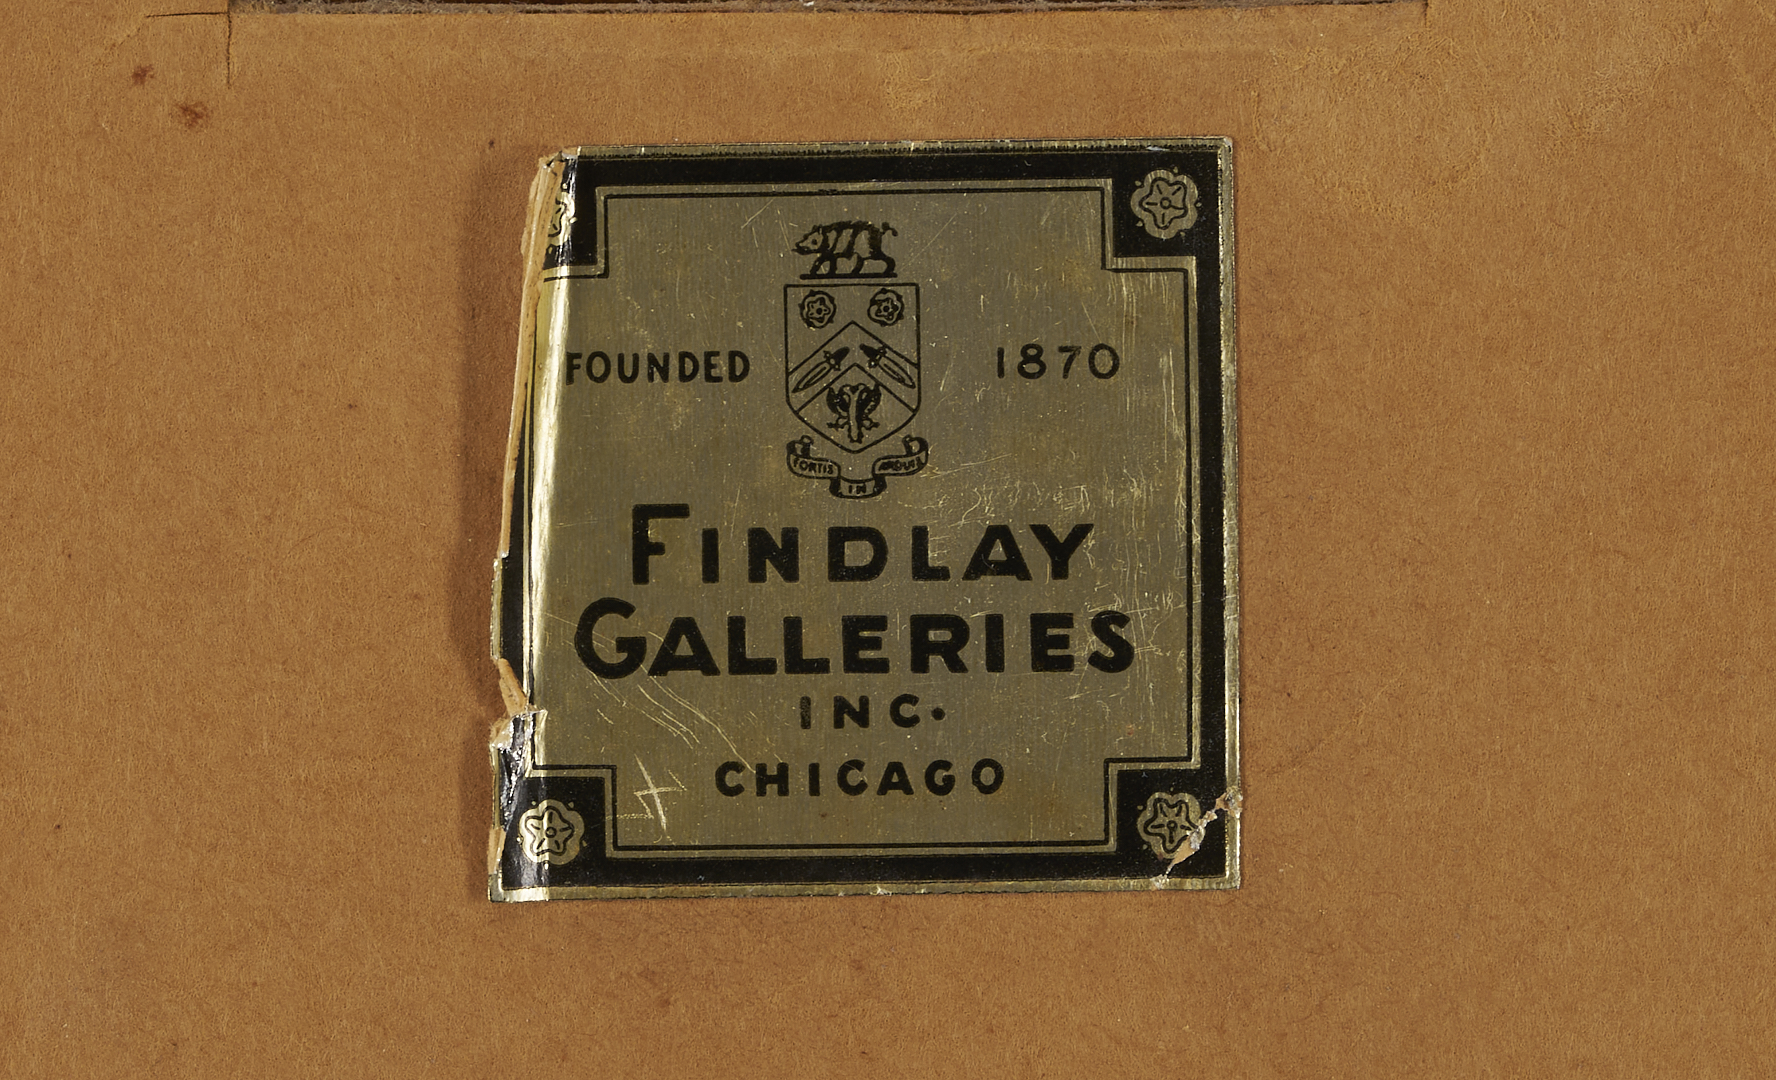 FOUNDED 1870
FORTIS IN ARDUIS
FINDLAY
GALLERIES
INC.
CHICAGO